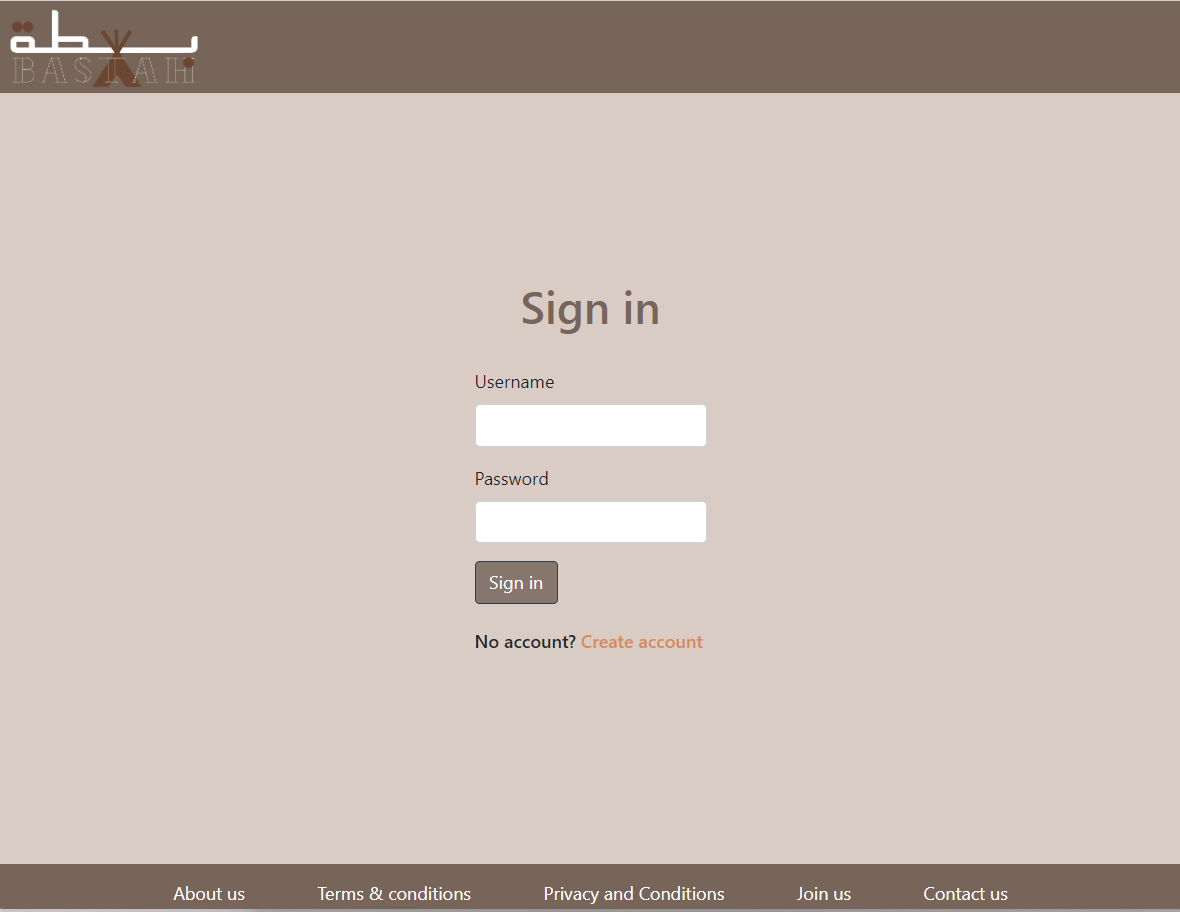 بسطة
BASTAH
Sign in
Username
Password
Sign in
No account? Create account
About us Terms & conditions Privacy and Conditions Join us Contact us